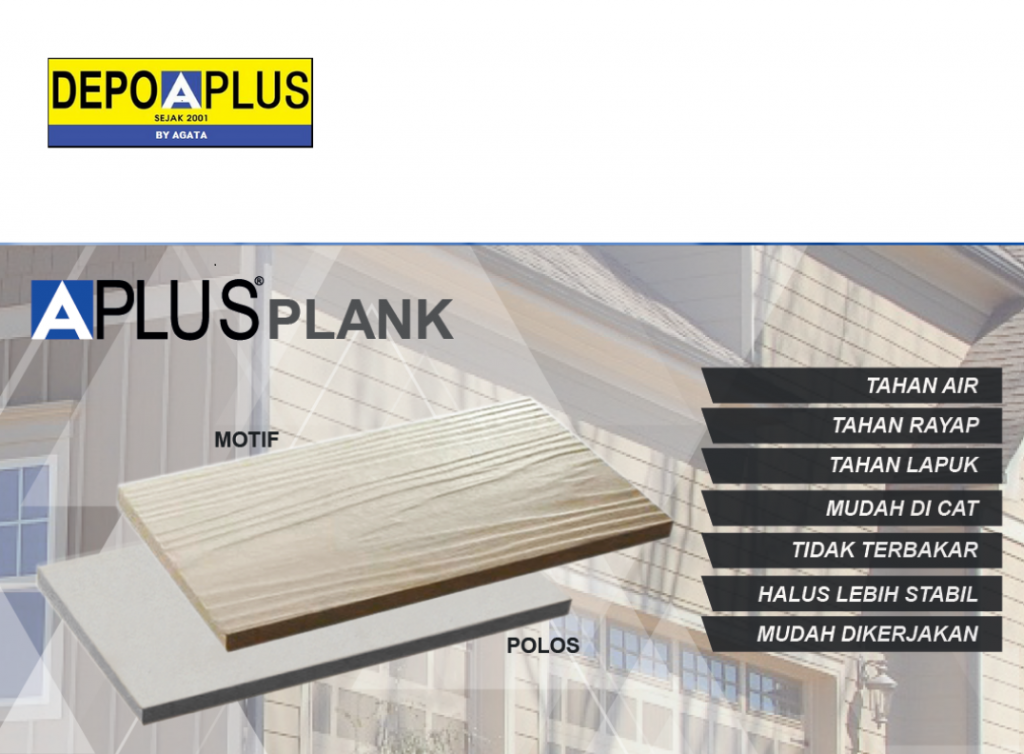 DEPO APLUS
SEJAK 2001
BY AGATA
APLUS® PLANK
MOTIF
POLOS
TAHAN AIR
TAHAN RAYAP
TAHAN LAPUK
MUDAH DI CAT
TIDAK TERBAKAR
HALUS LEBIH STABIL
MUDAH DIKERJAKAN